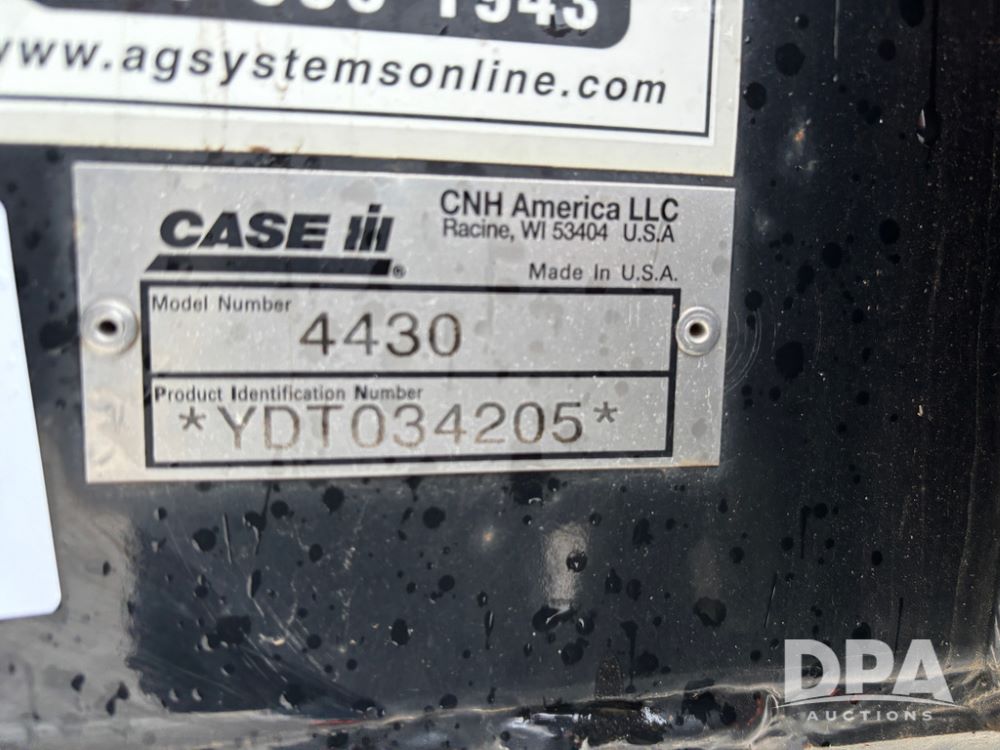 1943
www.agsystemsonline.com
CASE IH®
CNH America LLC
Racine, WI 53404 U.S.A
Made In U.S.A.
Model Number
4430
Product Identification Number
*YDT034205*
DPA
AUCTIONS